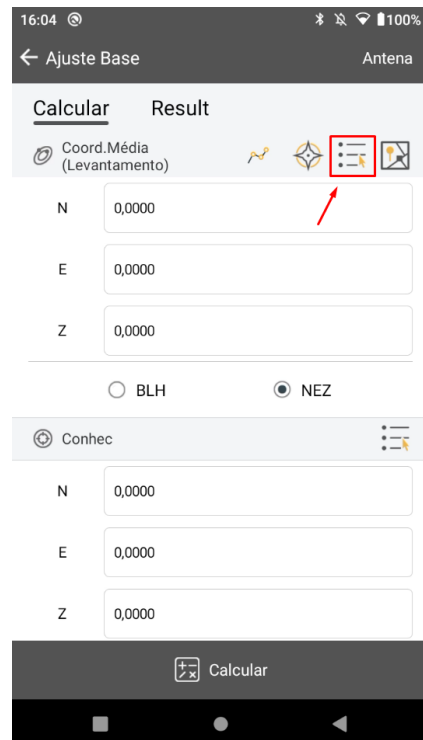 16:04 100%
Ajuste Base Antena
Calcular Result
Coord.Média
(Levantamento)
N 0,0000
E 0,0000
Z 0,0000
BLH NEZ
Conhec
N 0,0000
E 0,0000
Z 0,0000
Calcular